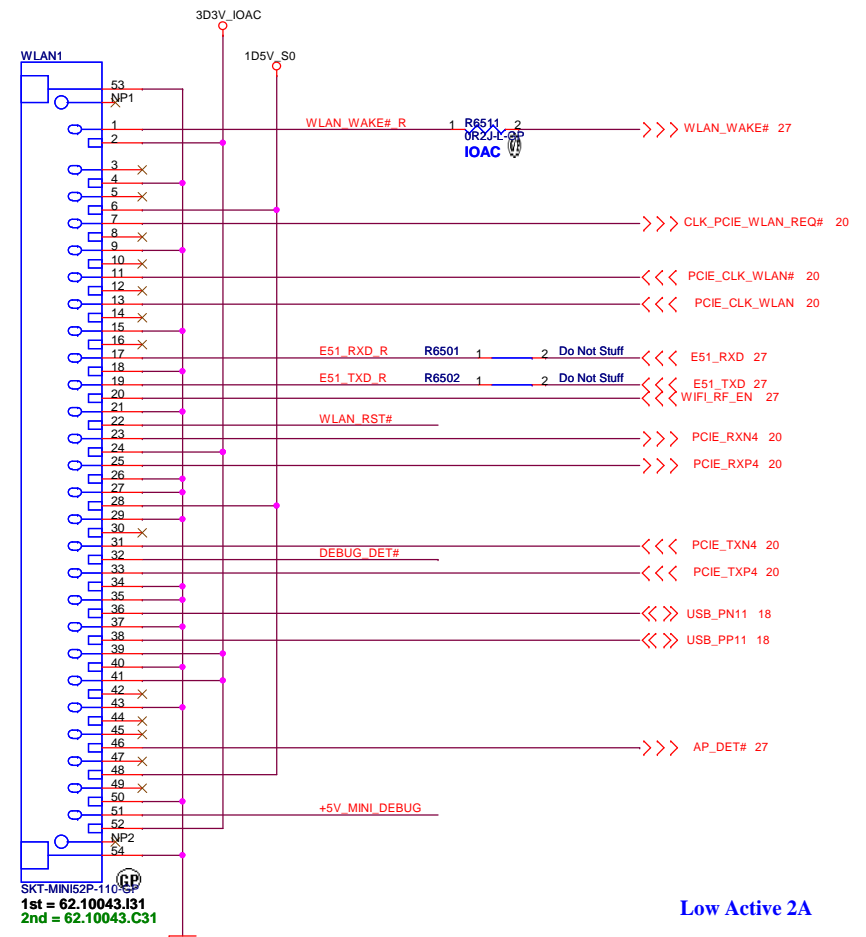 3D3V_IOAC
1D5V_S0
WLAN1
53
NP1
1 WLAN_WAKE#_R 1 R6511 2 WLAN_WAKE# 27
0R2J-L-GP
IOAC
2
3
4
5
6
7 CLK_PCIE_WLAN_REQ# 20
8
9
10
11 PCIE_CLK_WLAN# 20
12
13 PCIE_CLK_WLAN 20
14
15
16
17 E51_RXD_R R6501 1 2 Do Not Stuff E51_RXD 27
18
19 E51_TXD_R R6502 1 2 Do Not Stuff E51_TXD 27
20 WIFI_RF_EN 27
21
22 WLAN_RST#
23 PCIE_RXN4 20
24
25 PCIE_RXP4 20
26
27
28
29
30
31 PCIE_TXN4 20
32 DEBUG_DET#
33 PCIE_TXP4 20
34
35
36 USB_PN11 18
37
38 USB_PP11 18
39
40
41
42
43
44
45
46 AP_DET# 27
47
48
49
50
51 +5V_MINI_DEBUG
52
NP2
54
GP
SKT-MINI52P-110-GP
1st = 62.10043.I31
2nd = 62.10043.C31
Low Active 2A